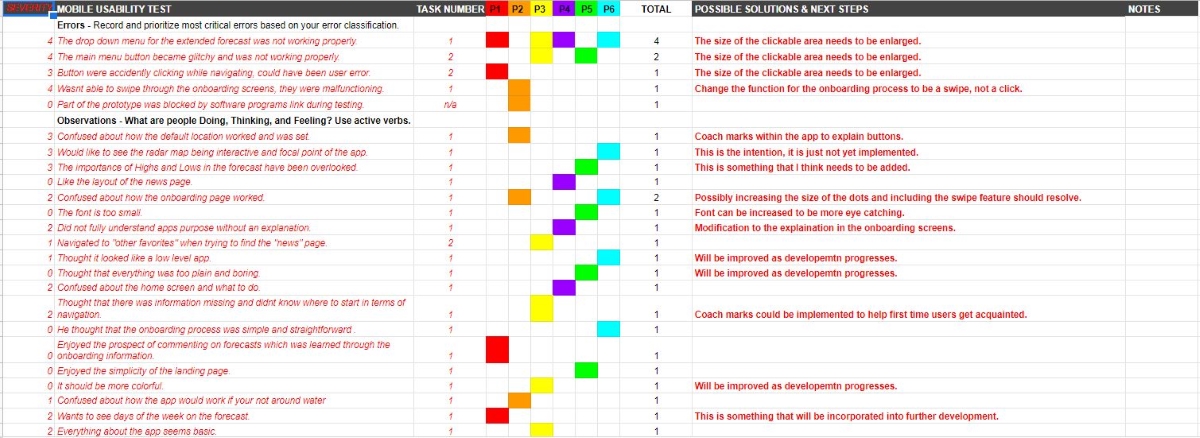 SEVERITY MOBILE USABILITY TEST TASK NUMBER P1 P2 P3 P4 P5 P6 TOTAL POSSIBLE SOLUTIONS & NEXT STEPS NOTES
Errors - Record and prioritize most critical errors based on your error classification.
4 The drop down menu for the extended forecast was not working properly. 1 4 The size of the clickable area needs to be enlarged.
4 The main menu button became glitchy and was not working properly. 2 2 The size of the clickable area needs to be enlarged.
3 Button were accidently clicking while navigating, could have been user error. 2 1 The size of the clickable area needs to be enlarged.
4 Wasnt able to swipe through the onboarding screens, they were malfunctioning. 1 1 Change the function for the onboarding process to be a swipe, not a click.
0 Part of the prototype was blocked by software programs link during testing. n/a 1
Observations - What are people Doing, Thinking, and Feeling? Use active verbs.
3 Confused about how the default location worked and was set. 1 1 Coach marks within the app to explain buttons.
3 Would like to see the radar map being interactive and focal point of the app. 1 1 This is the intention, it is just not yet implemented.
3 The importance of Highs and Lows in the forecast have been overlooked. 1 1 This is something that I think needs to be added.
0 Like the layout of the news page. 1 1
2 Confused about how the onboarding page worked. 1 2 Possibly increasing the size of the dots and including the swipe feature should resolve.
0 The font is too small. 1 1 Font can be increased to be more eye catching.
2 Did not fully understand apps purpose without an explanation. 1 1 Modification to the explaination in the onboarding screens.
1 Navigated to "other favorites" when trying to find the "news" page. 2 1
1 Thought it looked like a low level app. 1 1 Will be improved as developemtn progresses.
0 Thought that everything was too plain and boring. 1 1 Will be improved as developemtn progresses.
2 Confused about the home screen and what to do. 1 1
Thought that there was information missing and didnt know where to start in terms of
2 navigation. 1 1 Coach marks could be implemented to help first time users get acquainted.
0 He thought that the onboarding process was simple and straightforward. 1 1
Enjoyed the prospect of commenting on forecasts which was learned through the
0 onboarding information. 1 1
0 Enjoyed the simplicity of the landing page. 1 1
0 It should be more colorful. 1 1 Will be improved as developemtn progresses.
1 Confused about how the app would work if your not around water 1 1
2 Wants to see days of the week on the forecast. 1 1 This is something that will be incorporated into further development.
2 Everything about the app seems basic. 1 1